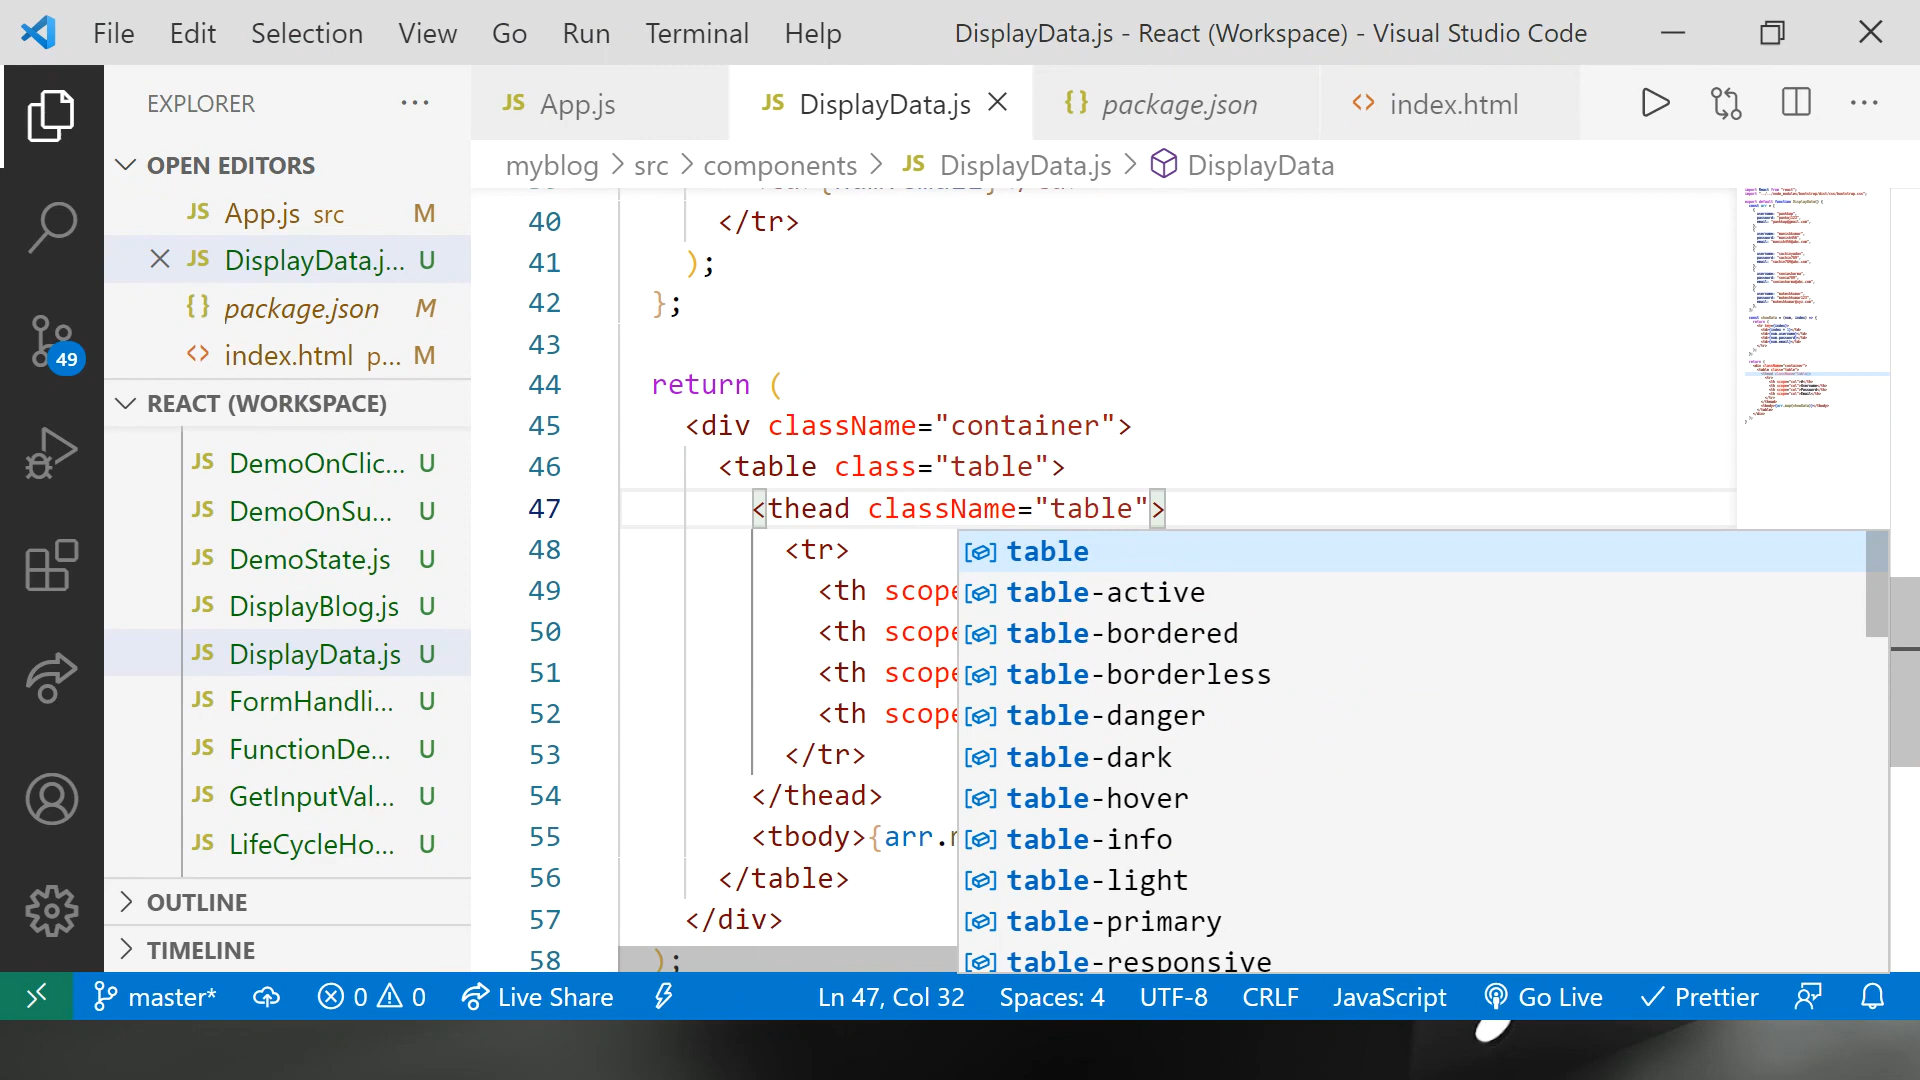 File Edit Selection View Go Run Terminal Help DisplayData.js - React (Workspace) - Visual Studio Code
EXPLORER
JS App.js JS DisplayData.js {} package.json <> index.html
OPEN EDITORS
myblog > src > components > JS DisplayData.js > DisplayData
JS App.js src M
JS DisplayData.j... U
{} package.json M
<> index.html p... M
REACT (WORKSPACE)
JS DemoOnClic... U
JS DemoOnSu... U
JS DemoState.js U
JS DisplayBlog.js U
JS DisplayData.js U
JS FormHandli... U
JS FunctionDe... U
JS GetInputVal... U
JS LifeCycleHo... U
OUTLINE
TIMELINE
49
40 </tr>
41 );
42 };
43
44 return (
45 <div className="container">
46 <table class="table">
47 <thead className="table">
48 <tr>
49 <th scope
50 <th scope
51 <th scope
52 <th scope
53 </tr>
54 </thead>
55 <tbody>{arr.
56 </table>
57 </div>
58 );
table
table-active
table-bordered
table-borderless
table-danger
table-dark
table-hover
table-info
table-light
table-primary
table-responsive
master* 0 0 Live Share Ln 47, Col 32 Spaces: 4 UTF-8 CRLF JavaScript Go Live Prettier